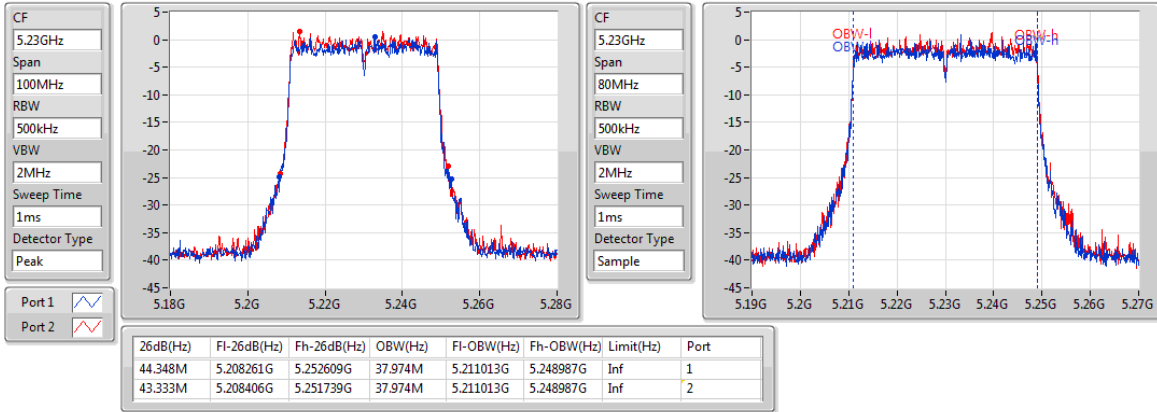 CF
5.23GHz
Span
100MHz
RBW
500kHz
VBW
2MHz
Sweep Time
1ms
Detector Type
Peak
Port 1
Port 2
5-
0-
-5-
-10-
-15-
-20-
-25-
-30-
-35-
-40-
-45-
5.18G 5.2G 5.22G 5.24G 5.26G 5.28G
CF
5.23GHz
Span
80MHz
RBW
500kHz
VBW
2MHz
Sweep Time
1ms
Detector Type
Sample
5-
0-
-5-
-10-
-15-
-20-
-25-
-30-
-35-
-40-
-45-
OBW-l OBW-h
OBW-l OBW-h
5.19G 5.2G 5.21G 5.22G 5.23G 5.24G 5.25G 5.26G 5.27G
26dB(Hz) Fl-26dB(Hz) Fh-26dB(Hz) OBW(Hz) Fl-OBW(Hz) Fh-OBW(Hz) Limit(Hz) Port
44.348M 5.208261G 5.252609G 37.974M 5.211013G 5.248987G Inf 1
43.333M 5.208406G 5.251739G 37.974M 5.211013G 5.248987G Inf 2